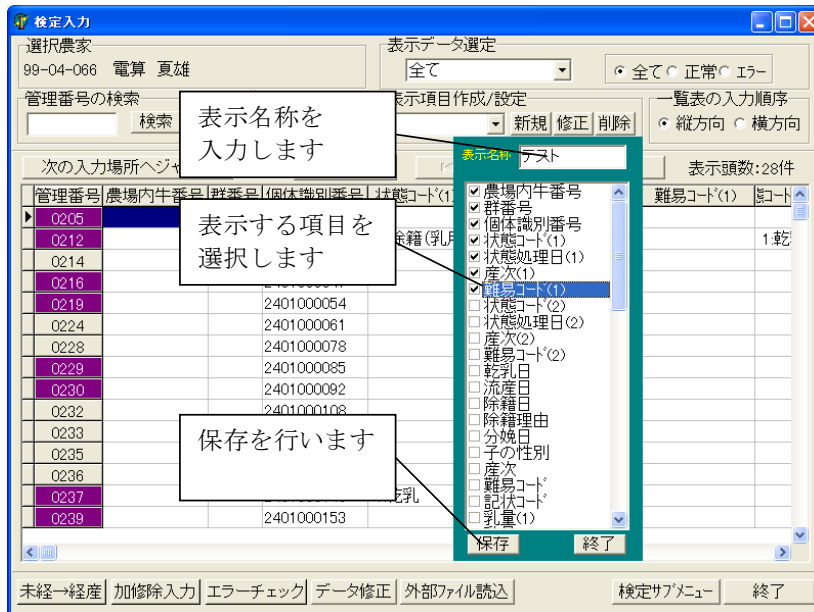 検定入力
選択農家
99-04-066 電算 夏雄
表示データ選定
全て
全て 正常 エラー
管理番号の検索
検索
表示項目作成/設定
新規 修正 削除
一覧表の入力順序
縦方向 横方向
表示名称を
入力します
表示名称 テスト
次の入力場所へジャ
表示頭数:28件
管理番号 農場内牛番号 群番号 個体識別番号 状態コード(1) 難易コード(1)
0205
0212 除籍(乳用 1:乾
0214
0216
0219 2401000054
0224 2401000061
0228 2401000078
0229 2401000085
0230 2401000092
0232 2401000108
0233
0235
0236
0237 乾乳
0239 2401000153
表示する項目を
選択します
農場内牛番号
群番号
個体識別番号
状態コード(1)
状態処理日(1)
産次(1)
難易コード(1)
状態コード(2)
状態処理日(2)
産次(2)
難易コード(2)
乾乳日
流産日
除籍日
除籍理由
分娩日
子の性別
産次
難易コード
記状コード
乳量(1)
保存を行います
保存 終了
未経→経産 加修除入力 エラーチェック データ修正 外部ファイル読込 検定サブメニュー 終了